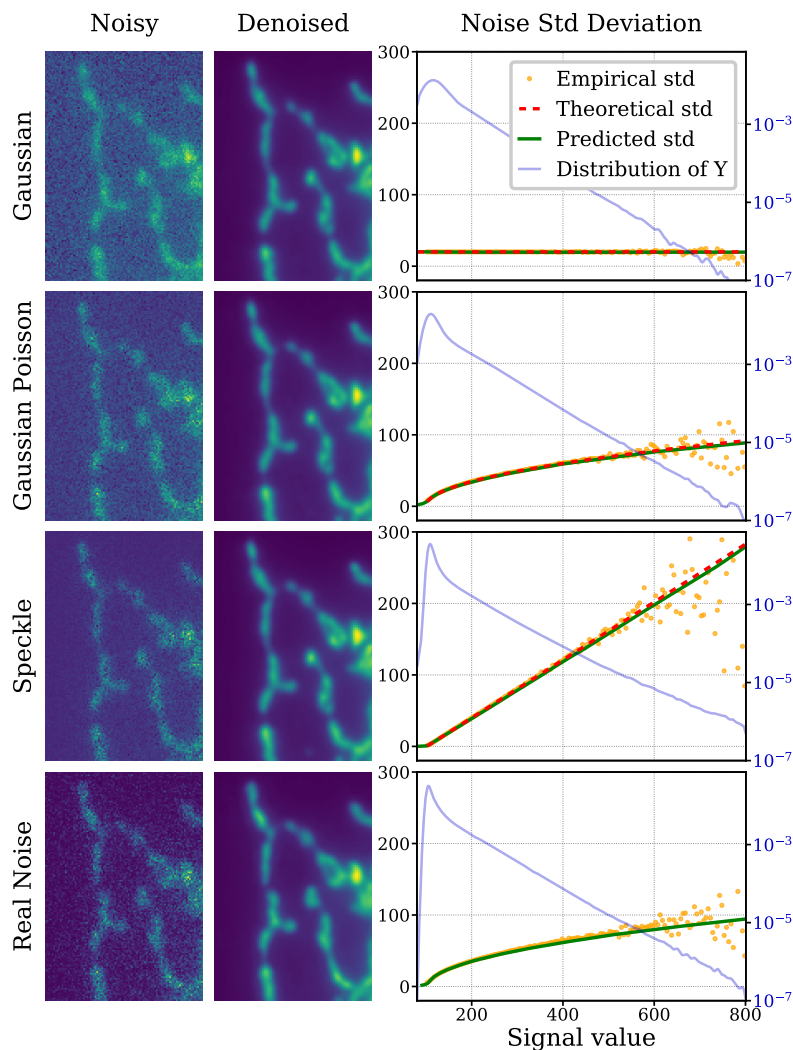 Noisy Denoised Noise Std Deviation
Gaussian
300
200
100
0
Empirical std
Theoretical std
Predicted std
Distribution of Y
10⁻³
10⁻⁵
10⁻⁷
Gaussian Poisson
300
200
100
0
10⁻³
10⁻⁵
10⁻⁷
Speckle
300
200
100
0
10⁻³
10⁻⁵
10⁻⁷
Real Noise
300
200
100
0
10⁻³
10⁻⁵
10⁻⁷
200 400 600 800
Signal value